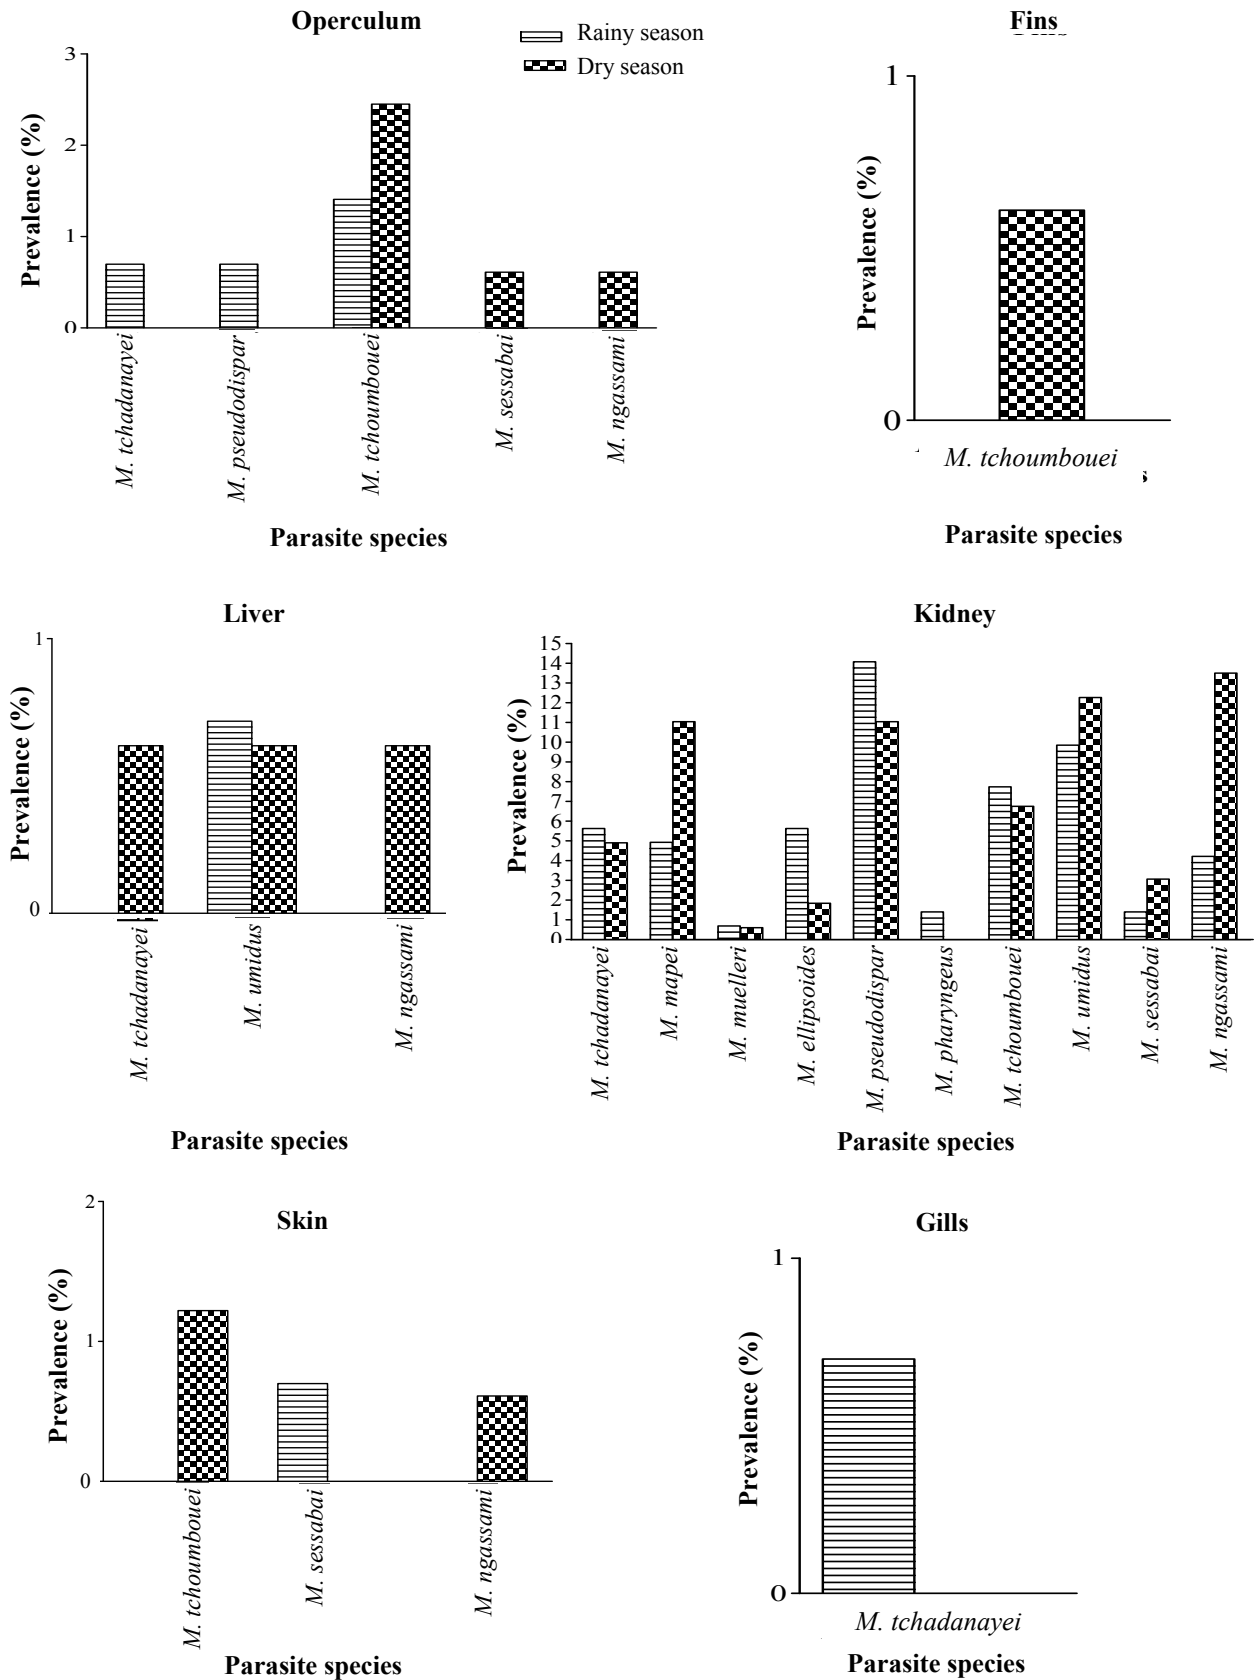 Operculum
Rainy season
Dry season
3
2
1
0
Prevalence (%)
M. tchadanayei
M. pseudodispar
M. tchoumbouei
M. sessabai
M. ngassami
Parasite species
Fins
1
0
Prevalence (%)
M. tchoumbouei
s
Parasite species
Liver
1
0
Prevalence (%)
M. tchadanayei
M. umidus
M. ngassami
Parasite species
Kidney
15
14
13
12
11
10
9
8
7
6
5
4
3
2
1
0
Prevalence (%)
M. tchadanayei
M. mapei
M. muelleri
M. ellipsoides
M. pseudodispar
M. pharyngeus
M. tchoumbouei
M. umidus
M. sessabai
M. ngassami
Parasite species
Skin
2
1
0
Prevalence (%)
M. tchoumbouei
M. sessabai
M. ngassami
Parasite species
Gills
1
0
Prevalence (%)
M. tchadanayei
Parasite species